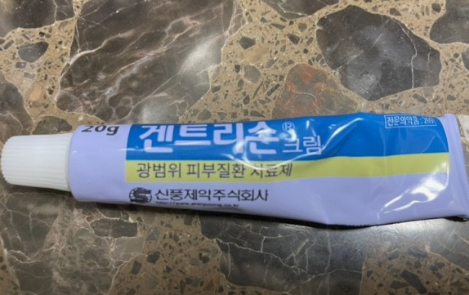 20g 겐트리손® 크림
전문의약품
광범위 피부질환 치료제
신풍제약주식회사